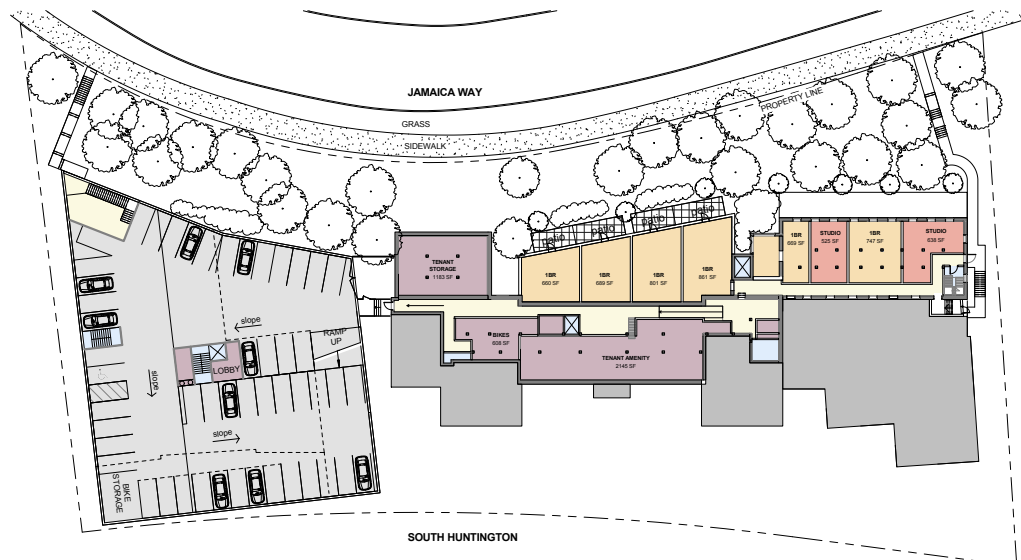 JAMAICA WAY
GRASS
PROPERTY LINE
SIDEWALK
patio
patio
patio
patio
1BR
669 SF
STUDIO
525 SF
1BR
747 SF
STUDIO
638 SF
TENANT
STORAGE
1183 SF
1BR
660 SF
1BR
689 SF
1BR
801 SF
1BR
861 SF
slope
RAMP
UP
BIKES
608 SF
TENANT AMENITY
2145 SF
LOBBY
slope
slope
BIKE
STORAGE
SOUTH HUNTINGTON